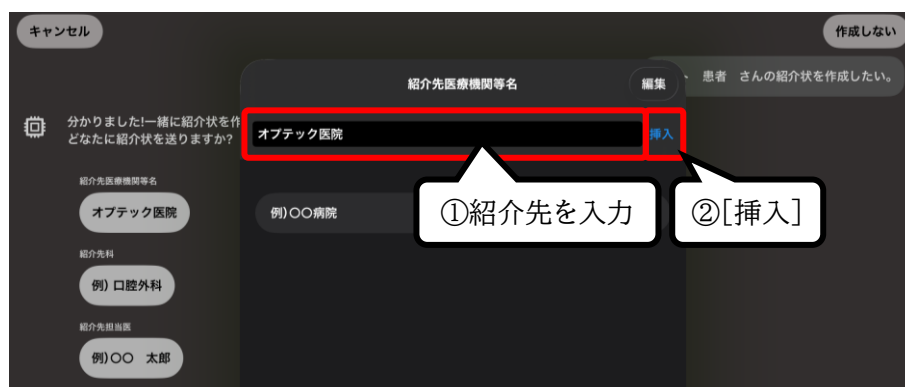 キャンセル
作成しない
紹介先医療機関等名
編集
患者 さんの紹介状を作成したい。
分かりました!一緒に紹介状を作
どなたに紹介状を送りますか?
オプテック医院
挿入
紹介先医療機関等名
オプテック医院
例)〇〇病院
①紹介先を入力
②[挿入]
紹介先科
例) 口腔外科
紹介先担当医
例)〇〇 太郎